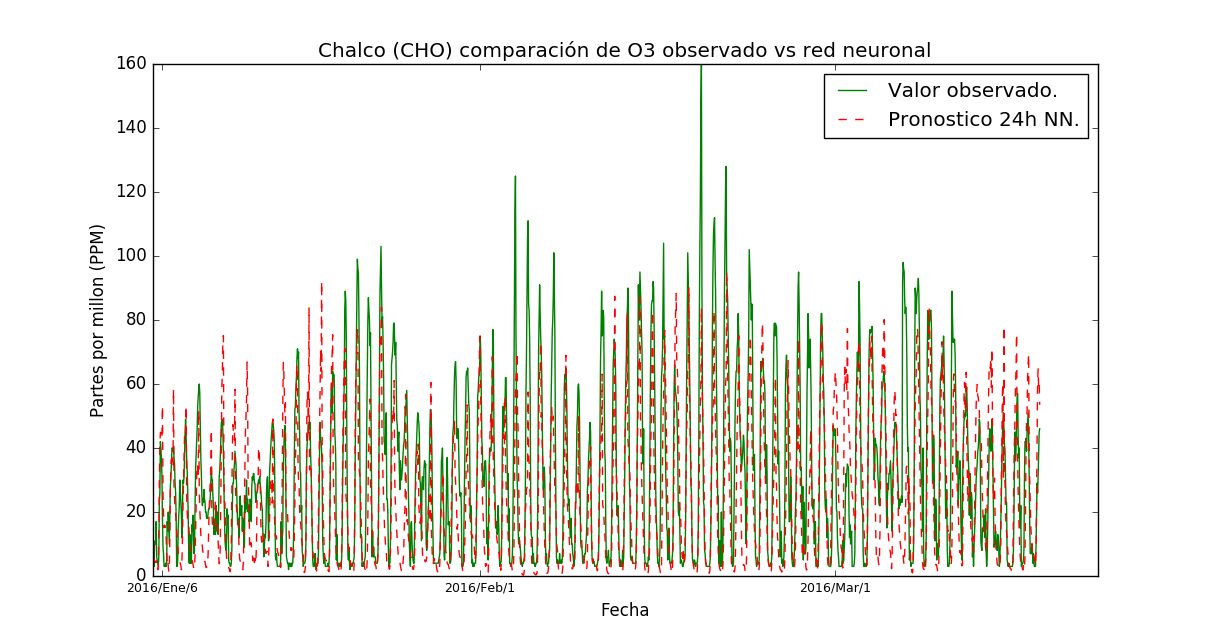 Chalco (CHO) comparación de O3 observado vs red neuronal
Valor observado.
Pronostico 24h NN.
Partes por millon (PPM)
160
140
120
100
80
60
40
20
0
2016/Ene/6
2016/Feb/1
2016/Mar/1
Fecha